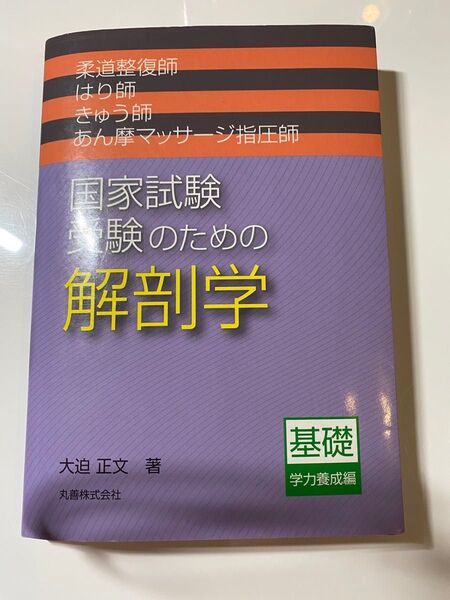 柔道整復師
はり師
きゅう師
あん摩マッサージ指圧師
国家試験
受験のための
解剖学
基礎
学力養成編
大迫 正文 著
丸善株式会社